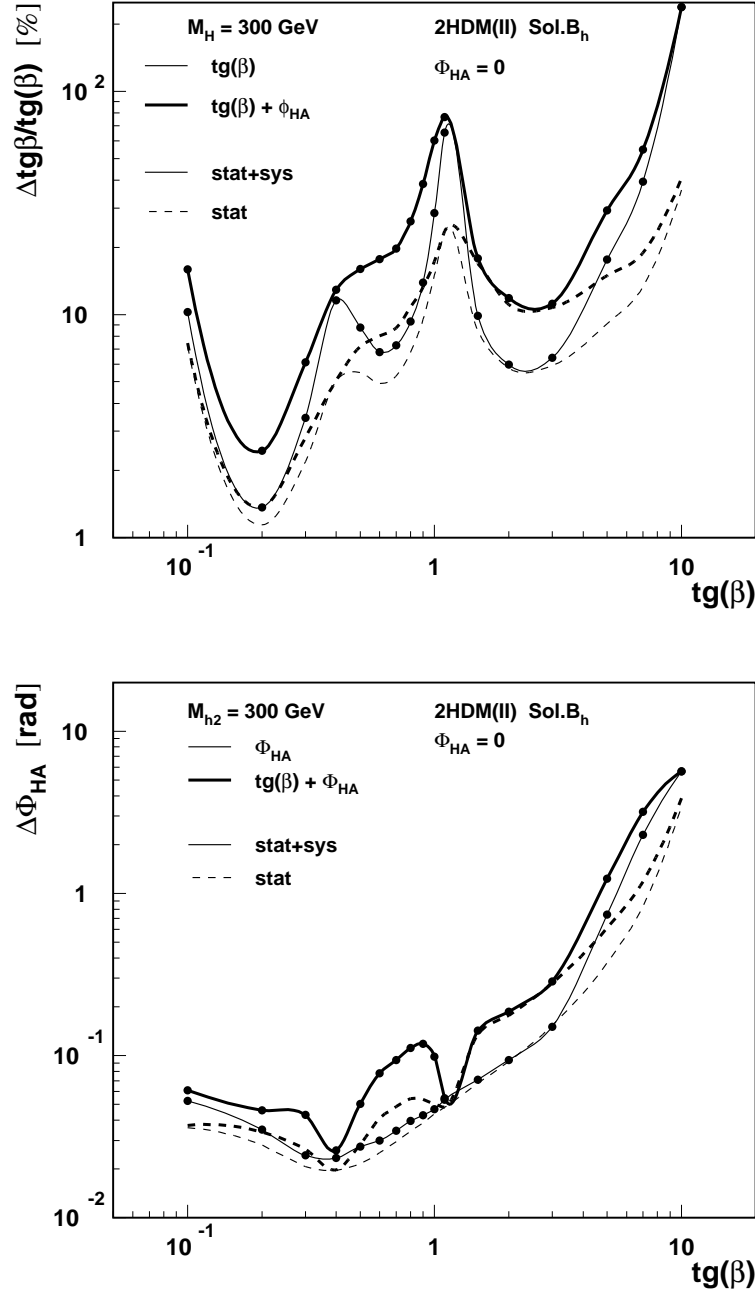 Δtgβ/tg(β) [%]
M_H = 300 GeV
2HDM(II) Sol.B_h
tg(β)
Φ_HA = 0
tg(β) + ϕ_HA
stat+sys
stat
10^2
10
1
10^-1
1
10
tg(β)
ΔΦ_HA [rad]
M_h2 = 300 GeV
2HDM(II) Sol.B_h
Φ_HA
Φ_HA = 0
tg(β) + Φ_HA
stat+sys
stat
10
1
10^-1
10^-2
10^-1
1
10
tg(β)